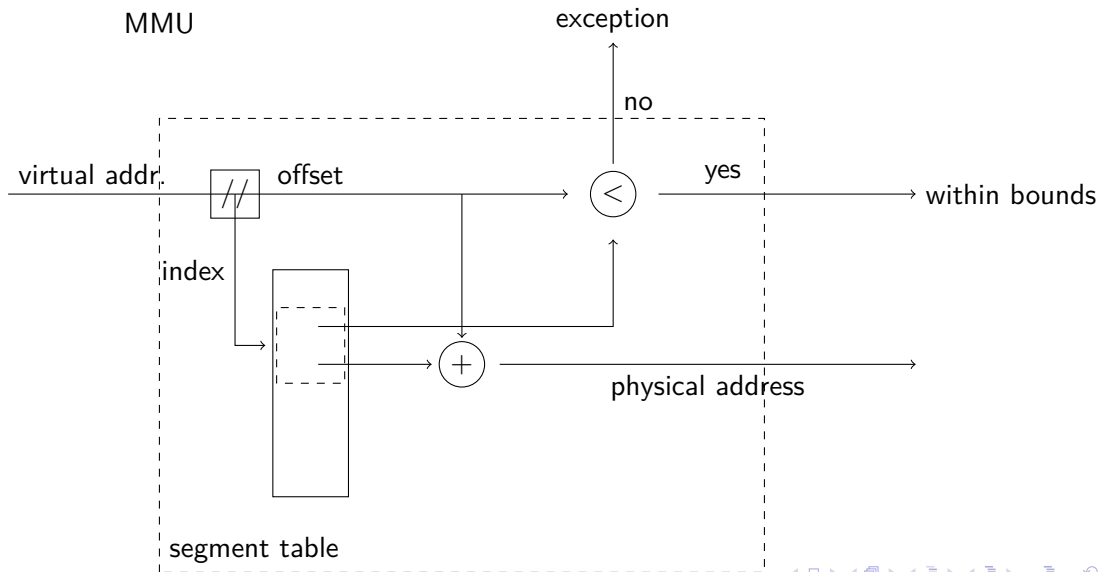 MMU
exception
no
virtual addr.
//
offset
<
yes
within bounds
index
+
physical address
segment table